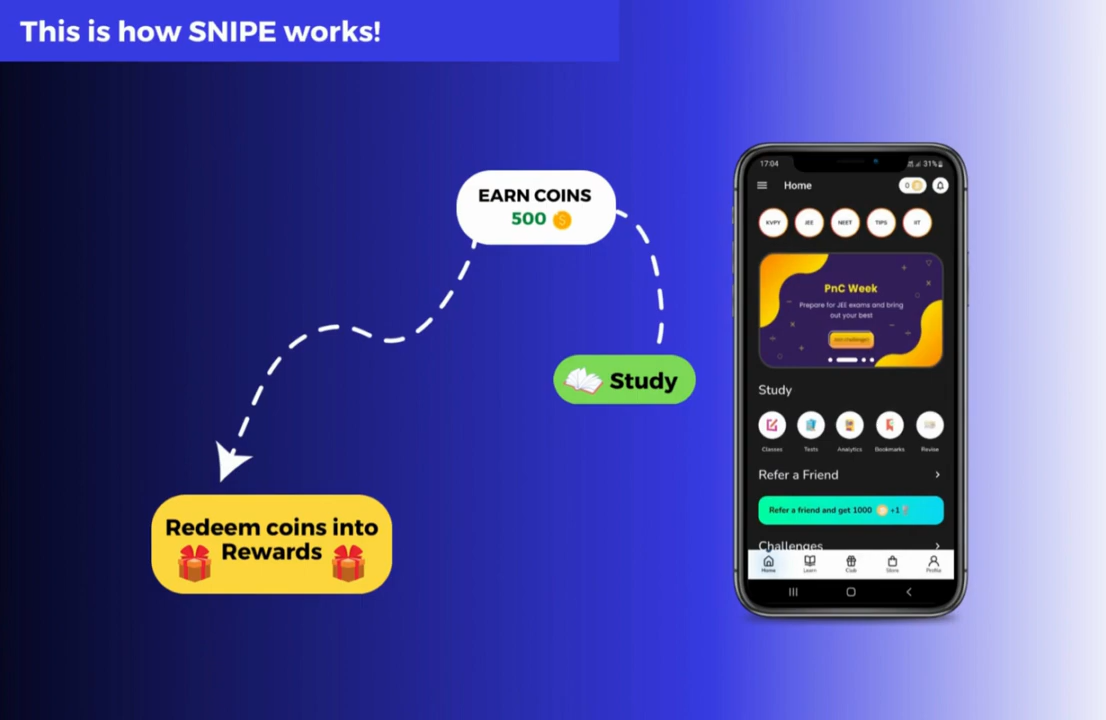 This is how SNIPE works!
EARN COINS
500
Study
Redeem coins into
Rewards
17:04
31%
Home
0
KVPY
JEE
NEET
TIPS
IIT
PnC Week
Prepare for JEE exams and bring
out your best
Study
Classes
Tests
Analytics
Bookmarks
Revise
Refer a Friend
Refer a friend and get 1000 +1
Challenges
Home
Learn
Club
Store
Profile